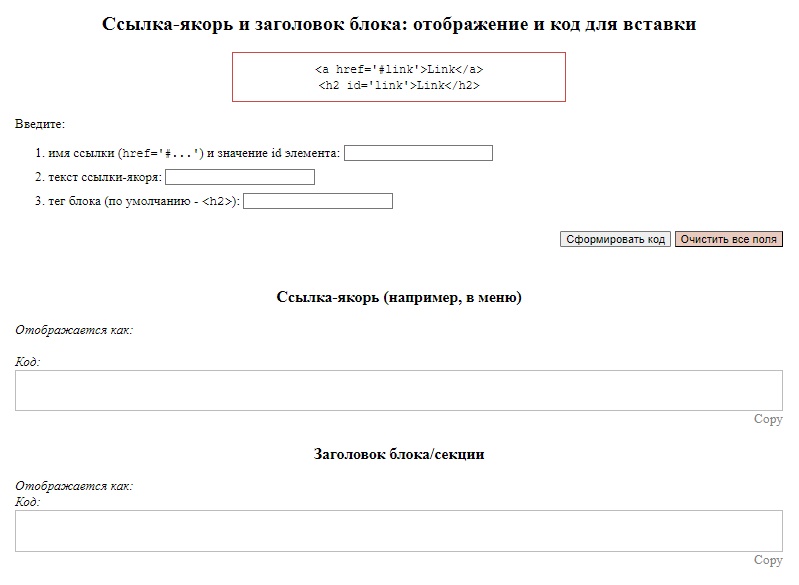 Ссылка-якорь и заголовок блока: отображение и код для вставки
<a href='#link'>Link</a>
<h2 id='link'>Link</h2>
Введите:
1. имя ссылки (href='#...') и значение id элемента:
2. текст ссылки-якоря:
3. тег блока (по умолчанию - <h2>):
Сформировать код Очистить все поля
Ссылка-якорь (например, в меню)
Отображается как:
Код:
Copy
Заголовок блока/секции
Отображается как:
Код:
Copy